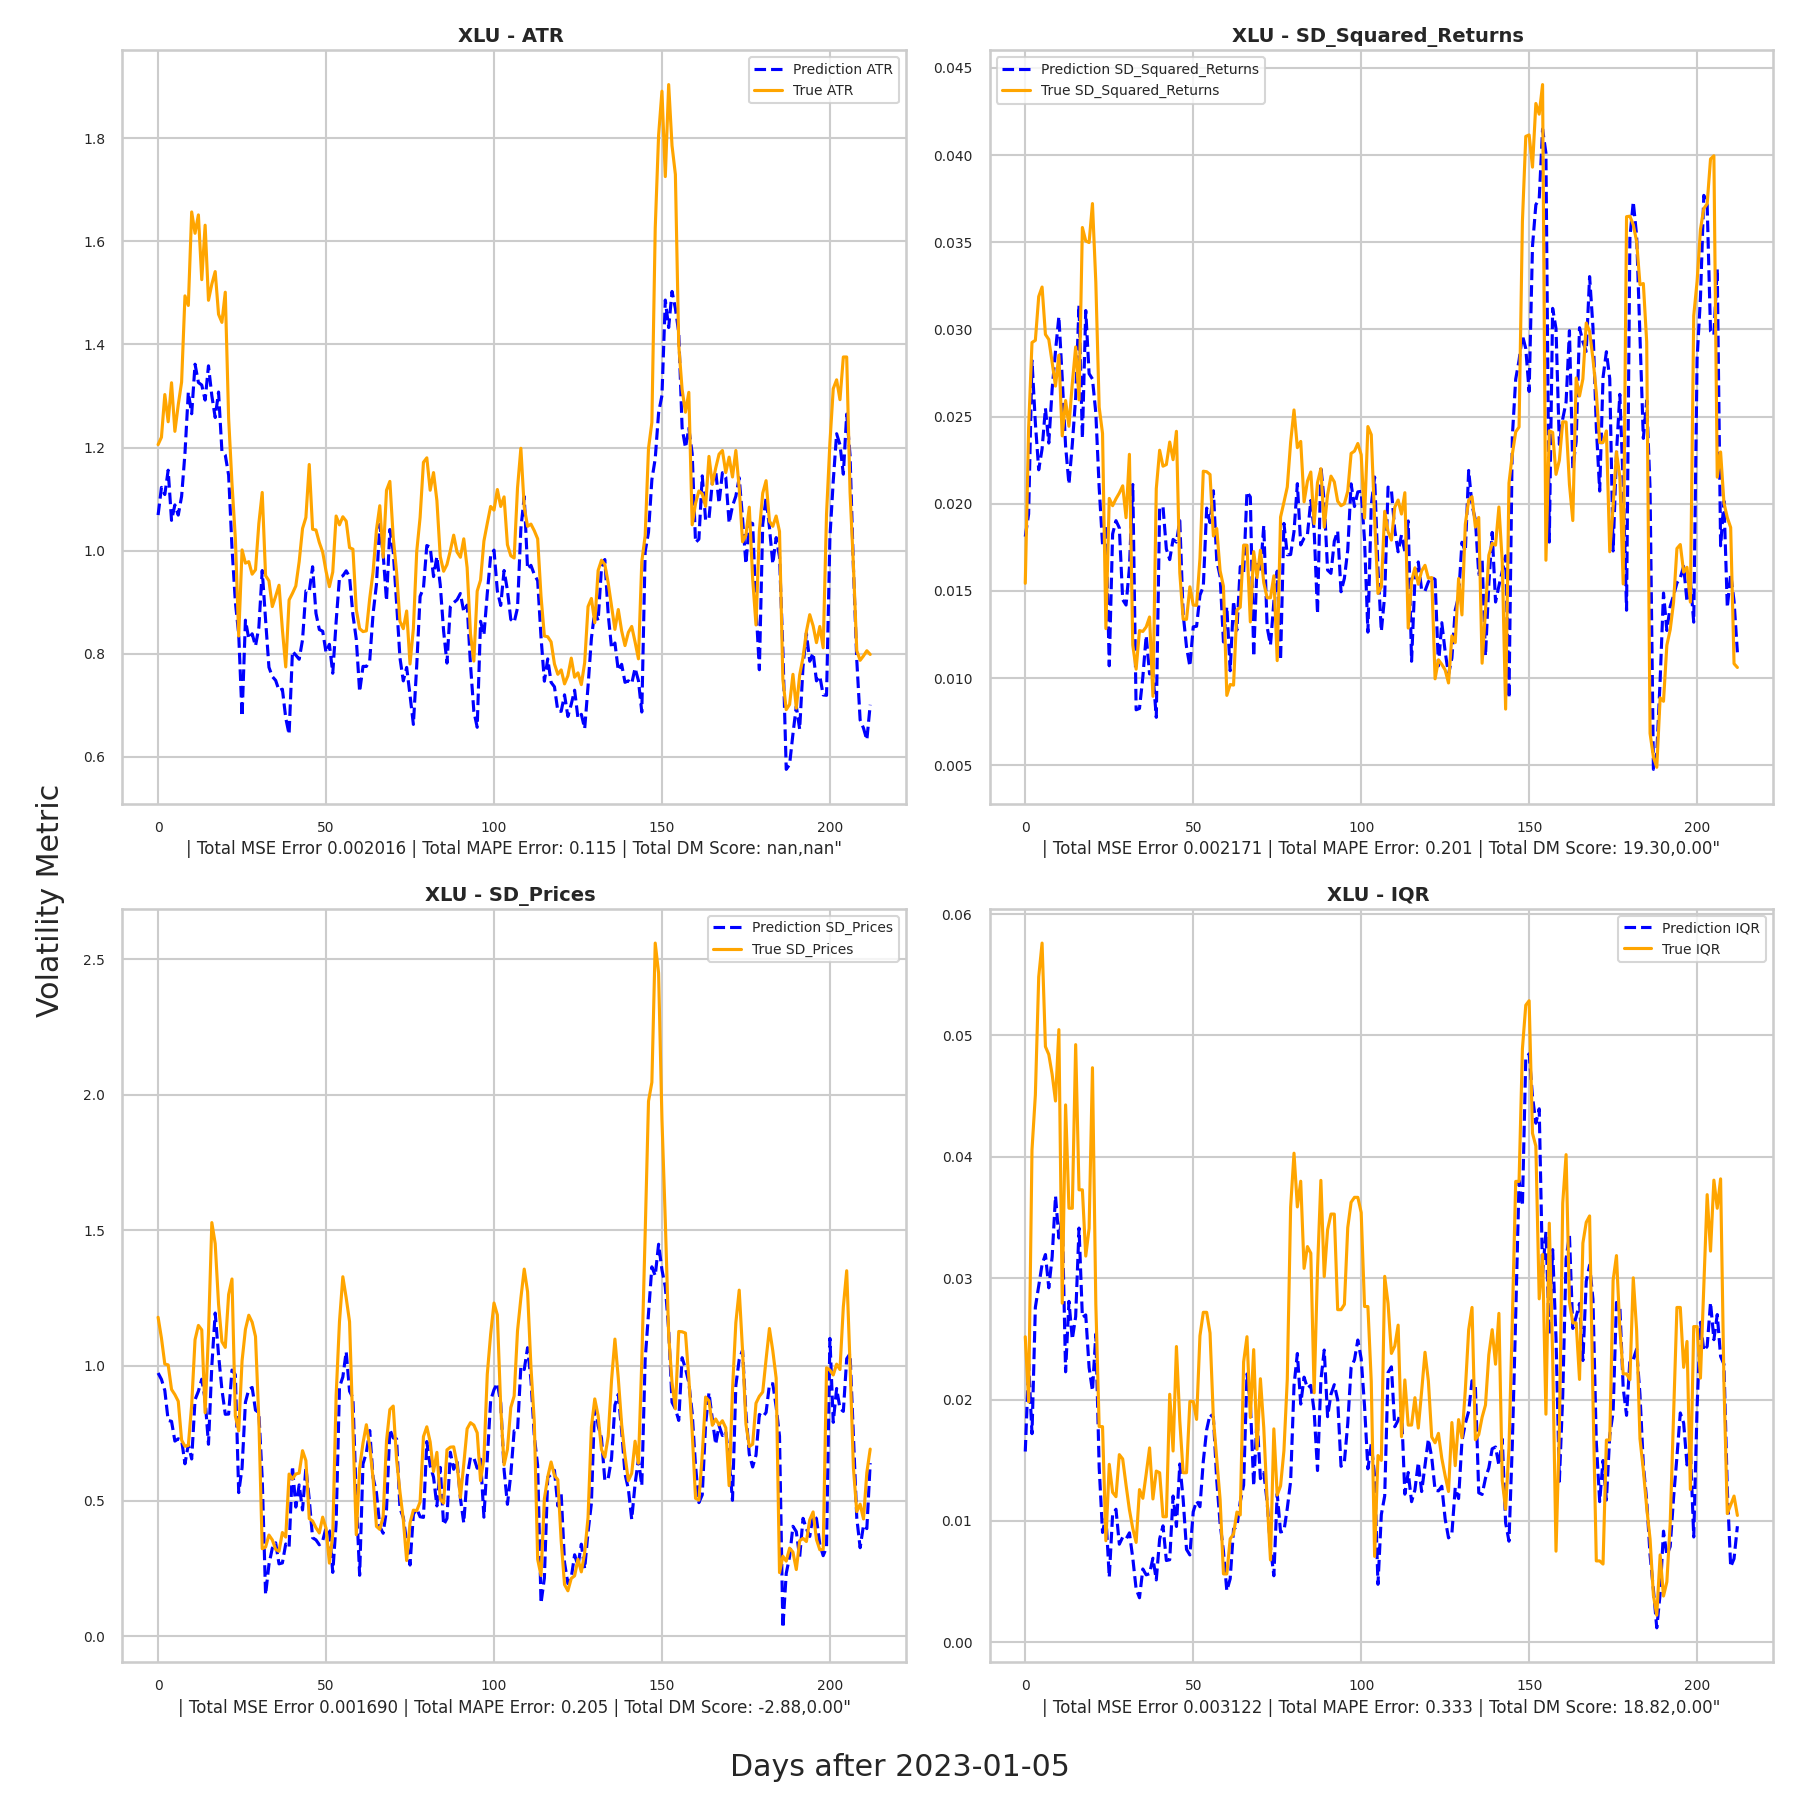 XLU - ATR
Prediction ATR
True ATR
1.8
1.6
1.4
1.2
1.0
0.8
0.6
0 50 100 150 200
| Total MSE Error 0.002016 | Total MAPE Error: 0.115 | Total DM Score: nan,nan"
XLU - SD_Squared_Returns
Prediction SD_Squared_Returns
True SD_Squared_Returns
0.045
0.040
0.035
0.030
0.025
0.020
0.015
0.010
0.005
0 50 100 150 200
| Total MSE Error 0.002171 | Total MAPE Error: 0.201 | Total DM Score: 19.30,0.00"
Volatility Metric
XLU - SD_Prices
Prediction SD_Prices
True SD_Prices
2.5
2.0
1.5
1.0
0.5
0.0
0 50 100 150 200
| Total MSE Error 0.001690 | Total MAPE Error: 0.205 | Total DM Score: -2.88,0.00"
XLU - IQR
Prediction IQR
True IQR
0.06
0.05
0.04
0.03
0.02
0.01
0.00
0 50 100 150 200
| Total MSE Error 0.003122 | Total MAPE Error: 0.333 | Total DM Score: 18.82,0.00"
Days after 2023-01-05